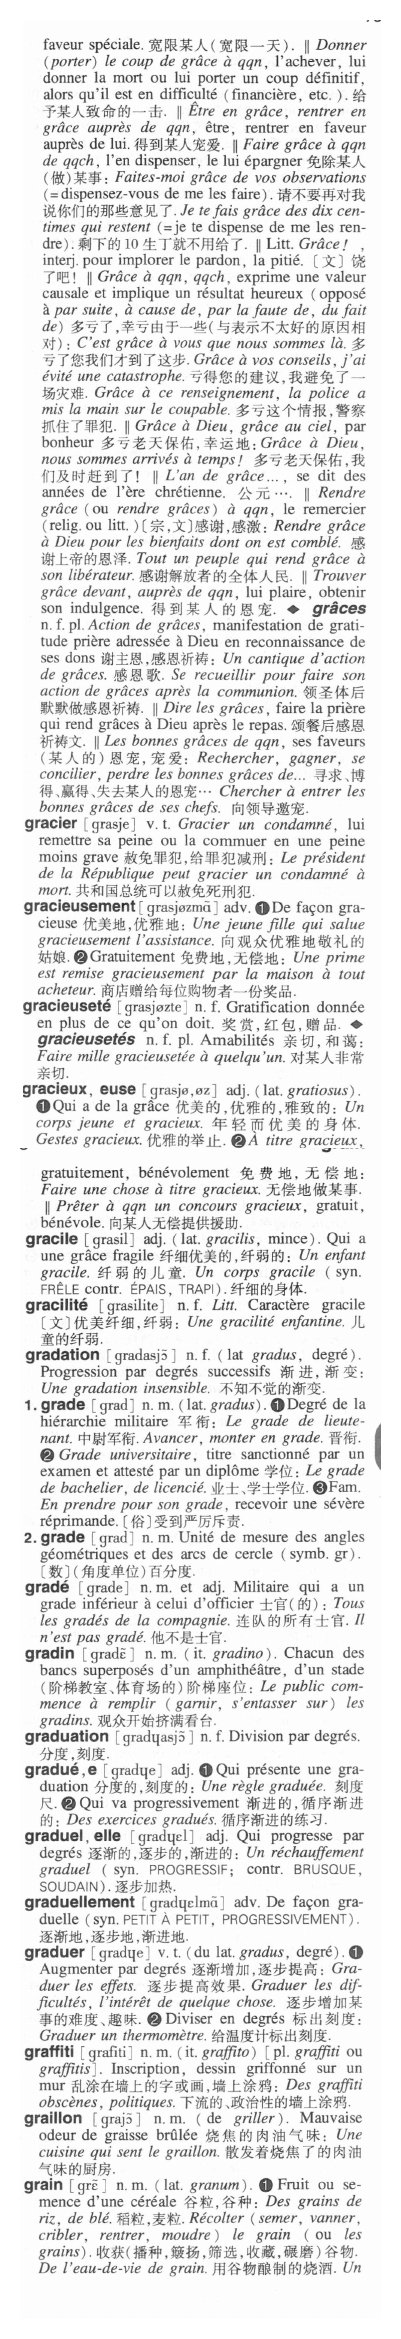 faveur spéciale. 宽限某人(宽限一天). ‖ Donner
(porter) le coup de grâce à qqn, l'achever, lui
donner la mort ou lui porter un coup définitif,
alors qu'il est en difficulté (financière, etc. ). 给
予某人致命的一击. ‖ Être en grâce, rentrer en
grâce auprès de qqn, être, rentrer en faveur
auprès de lui. 得到某人宠爱. ‖ Faire grâce à qqn
de qqch, l'en dispenser, le lui épargner 免除某人
(做)某事: Faites-moi grâce de vos observations
(=dispensez-vous de me les faire). 请不要再对我
说你们的那些意见了. Je te fais grâce des dix cen-
times qui restent (=je te dispense de me les ren-
dre). 剩下的 10 生丁就不用给了. ‖ Litt. Grâce! ,
interj. pour implorer le pardon, la pitié. 〔文〕饶
了吧! ‖ Grâce à qqn, qqch, exprime une valeur
causale et implique un résultat heureux (opposé
à par suite, à cause de, par la faute de, du fait
de) 多亏了,幸亏由于一些(与表示不太好的原因相
对): C'est grâce à vous que nous sommes là. 多
亏了您我们才到了这步. Grâce à vos conseils, j'ai
évité une catastrophe. 亏得您的建议,我避免了一
场灾难. Grâce à ce renseignement, la police a
mis la main sur le coupable. 多亏这个情报,警察
抓住了罪犯. ‖ Grâce à Dieu, grâce au ciel, par
bonheur 多亏老天保佑,幸运地: Grâce à Dieu,
nous sommes arrivés à temps! 多亏老天保佑,我
们及时赶到了! ‖ L'an de grâce..., se dit des
années de l'ère chrétienne. 公元…. ‖ Rendre
grâce (ou rendre grâces) à qqn, le remercier
(relig. ou litt. )〔宗,文〕感谢,感激: Rendre grâce
à Dieu pour les bienfaits dont on est comblé. 感
谢上帝的恩泽. Tout un peuple qui rend grâce à
son libérateur. 感谢解放者的全体人民. ‖ Trouver
grâce devant, auprès de qqn, lui plaire, obtenir
son indulgence. 得到某人的恩宠. ◆ grâces
n. f. pl. Action de grâces, manifestation de grati-
tude prière adressée à Dieu en reconnaissance de
ses dons 谢主恩,感恩祈祷: Un cantique d'action
de grâces. 感恩歌. Se recueillir pour faire son
action de grâces après la communion. 领圣体后
默默做感恩祈祷. ‖ Dire les grâces, faire la prière
qui rend grâces à Dieu après le repas. 颂餐后感恩
祈祷文. ‖ Les bonnes grâces de qqn, ses faveurs
(某人的)恩宠,宠爱: Rechercher, gagner, se
concilier, perdre les bonnes grâces de... 寻求、博
得、赢得、失去某人的恩宠… Chercher à entrer les
bonnes grâces de ses chefs. 向领导邀宠.
gracier [grasje] v. t. Gracier un condamné, lui
remettre sa peine ou la commuer en une peine
moins grave 赦免罪犯,给罪犯减刑: Le président
de la République peut gracier un condamné à
mort. 共和国总统可以赦免死刑犯.
gracieusement [grasjøzmɑ̃] adv. ❶De façon gra-
cieuse 优美地,优雅地: Une jeune fille qui salue
gracieusement l'assistance. 向观众优雅地敬礼的
姑娘. ❷Gratuitement 免费地,无偿地: Une prime
est remise gracieusement par la maison à tout
acheteur. 商店赠给每位购物者一份奖品.
gracieuseté [grasjøzte] n. f. Gratification donnée
en plus de ce qu'on doit. 奖赏,红包,赠品. ◆
gracieusetés n. f. pl. Amabilités 亲切,和蔼:
Faire mille gracieusetée à quelqu'un. 对某人非常
亲切.
gracieux, euse [grasjø,øz] adj. (lat. gratiosus).
❶Qui a de la grâce 优美的,优雅的,雅致的: Un
corps jeune et gracieux. 年轻而优美的身体.
Gestes gracieux. 优雅的举止. ❷À titre gracieux,
gratuitement, bénévolement 免费地,无偿地:
Faire une chose à titre gracieux. 无偿地做某事.
‖ Prêter à qqn un concours gracieux, gratuit,
bénévole. 向某人无偿提供援助.
gracile [grasil] adj. (lat. gracilis, mince). Qui a
une grâce fragile 纤细优美的,纤弱的: Un enfant
gracile. 纤弱的儿童. Un corps gracile (syn.
FRÊLE contr. ÉPAIS, TRAPI). 纤细的身体.
gracilité [grasilite] n. f. Litt. Caractère gracile
〔文〕优美纤细,纤弱: Une gracilité enfantine. 儿
童的纤弱.
gradation [gradasjɔ̃] n. f. (lat gradus, degré).
Progression par degrés successifs 渐进,渐变:
Une gradation insensible. 不知不觉的渐变.
1. grade [grad] n. m. (lat. gradus). ❶Degré de la
hiérarchie militaire 军衔: Le grade de lieute-
nant. 中尉军衔. Avancer, monter en grade. 晋衔.
❷ Grade universitaire, titre sanctionné par un
examen et attesté par un diplôme 学位: Le grade
de bachelier, de licencié. 业士、学士学位. ❸Fam.
En prendre pour son grade, recevoir une sévère
réprimande. 〔俗〕受到严厉斥责.
2. grade [grad] n. m. Unité de mesure des angles
géométriques et des arcs de cercle (symb. gr).
〔数〕(角度单位)百分度.
gradé [grade] n. m. et adj. Militaire qui a un
grade inférieur à celui d'officier 士官(的): Tous
les gradés de la compagnie. 连队的所有士官. Il
n'est pas gradé. 他不是士官.
gradin [gradɛ̃] n. m. (it. gradino). Chacun des
bancs superposés d'un amphithéâtre, d'un stade
(阶梯教室、体育场的)阶梯座位: Le public com-
mence à remplir (garnir, s'entasser sur) les
gradins. 观众开始挤满看台.
graduation [gradɥasjɔ̃] n. f. Division par degrés.
分度,刻度.
gradué, e [gradɥe] adj. ❶Qui présente une gra-
duation 分度的,刻度的: Une règle graduée. 刻度
尺. ❷Qui va progressivement 渐进的,循序渐进
的: Des exercices gradués. 循序渐进的练习.
graduel, elle [gradɥɛl] adj. Qui progresse par
degrés 逐渐的,逐步的,渐进的: Un réchauffement
graduel (syn. PROGRESSIF; contr. BRUSQUE,
SOUDAIN). 逐步加热.
graduellement [gradɥɛlmɑ̃] adv. De façon gra-
duelle (syn. PETIT À PETIT, PROGRESSIVEMENT).
逐渐地,逐步地,渐进地.
graduer [gradɥe] v. t. (du lat. gradus, degré). ❶
Augmenter par degrés 逐渐增加,逐步提高: Gra-
duer les effets. 逐步提高效果. Graduer les dif-
ficultés, l'intérêt de quelque chose. 逐步增加某
事的难度、趣味. ❷Diviser en degrés 标出刻度:
Graduer un thermomètre. 给温度计标出刻度.
graffiti [grafiti] n. m. (it. graffito) [pl. graffiti ou
graffitis]. Inscription, dessin griffonné sur un
mur 乱涂在墙上的字或画,墙上涂鸦: Des graffiti
obscènes, politiques. 下流的、政治性的墙上涂鸦.
graillon [grajɔ̃] n. m. (de griller). Mauvaise
odeur de graisse brûlée 烧焦的肉油气味: Une
cuisine qui sent le graillon. 散发着烧焦了的肉油
气味的厨房.
grain [grɛ̃] n. m. (lat. granum). ❶Fruit ou se-
mence d'une céréale 谷粒,谷种: Des grains de
riz, de blé. 稻粒,麦粒. Récolter (semer, vanner,
cribler, rentrer, moudre) le grain (ou les
grains). 收获(播种,簸扬,筛选,收藏,碾磨)谷物.
De l'eau-de-vie de grain. 用谷物酿制的烧酒. Un